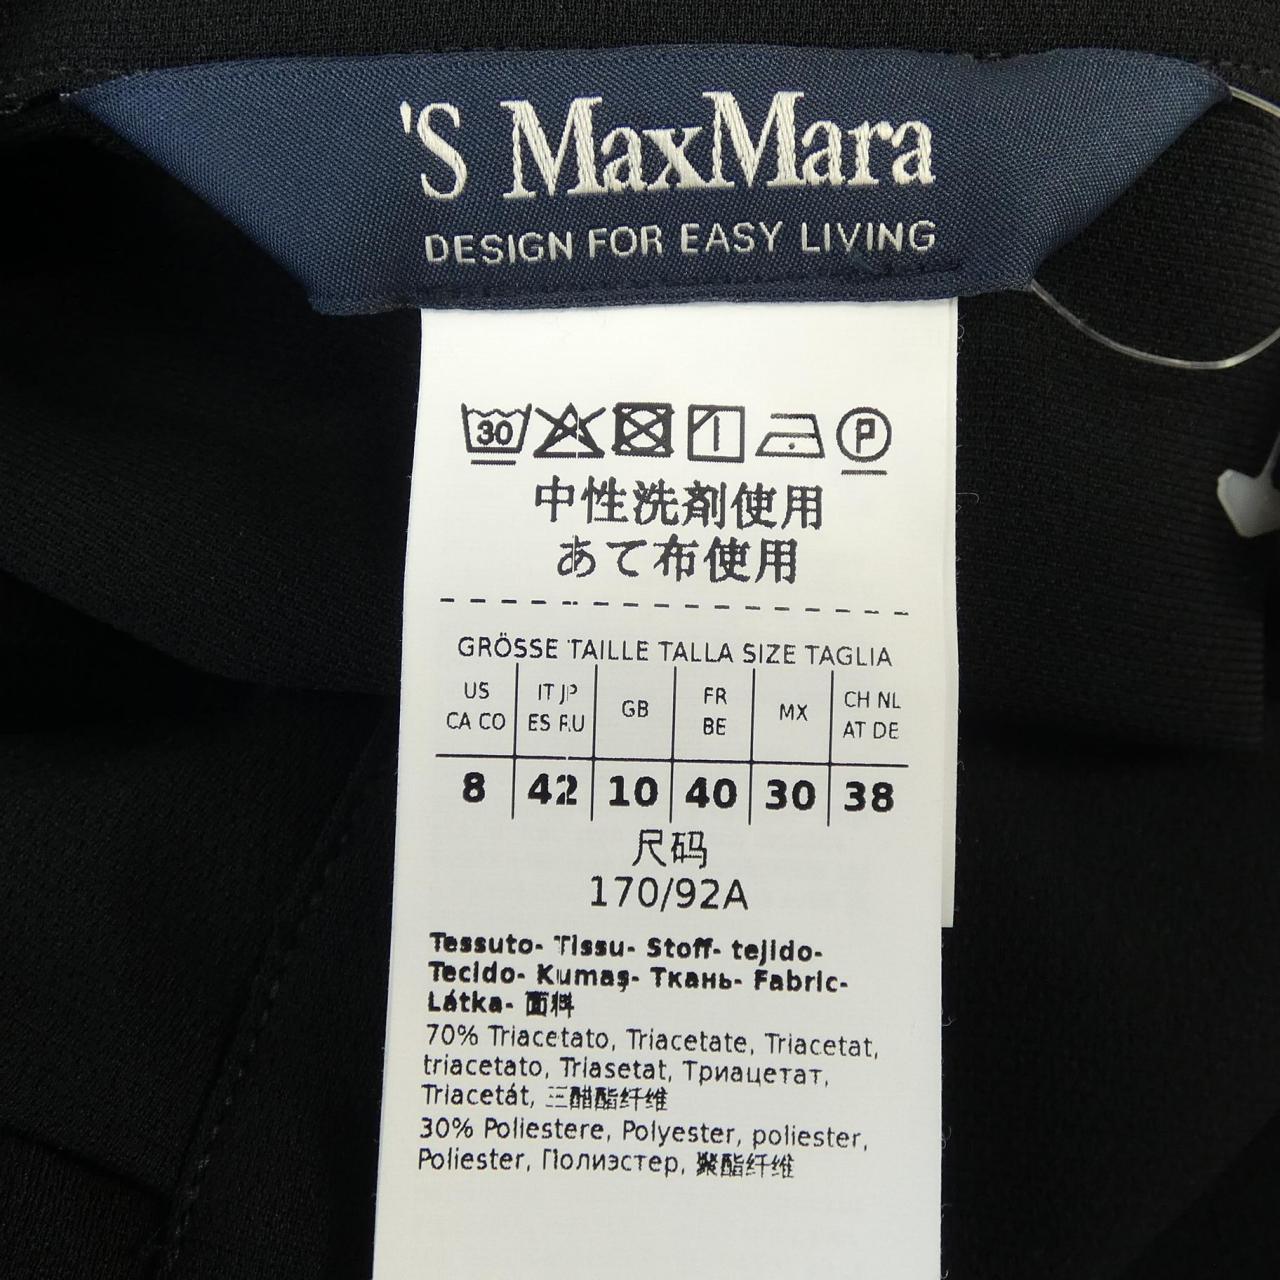 'S MaxMara
DESIGN FOR EASY LIVING
30 P
中性洗剤使用
あて布使用
GRÖSSE TAILLE TALLA SIZE TAGLIA
US CA CO | IT JP ES RU | GB | FR BE | MX | CH NL AT DE
8 | 42 | 10 | 40 | 30 | 38
尺码
170/92A
Tessuto- Tissu- Stoff- tejido-
Tecido- Kumaş- Ткань- Fabric-
Látka- 面料
70% Triacetato, Triacetate, Triacetat,
triacetato, Triasetat, Триацетат,
Triacetát, 三醋酯纤维
30% Poliestere, Polyester, poliester,
Poliester, Полиэстер, 聚酯纤维